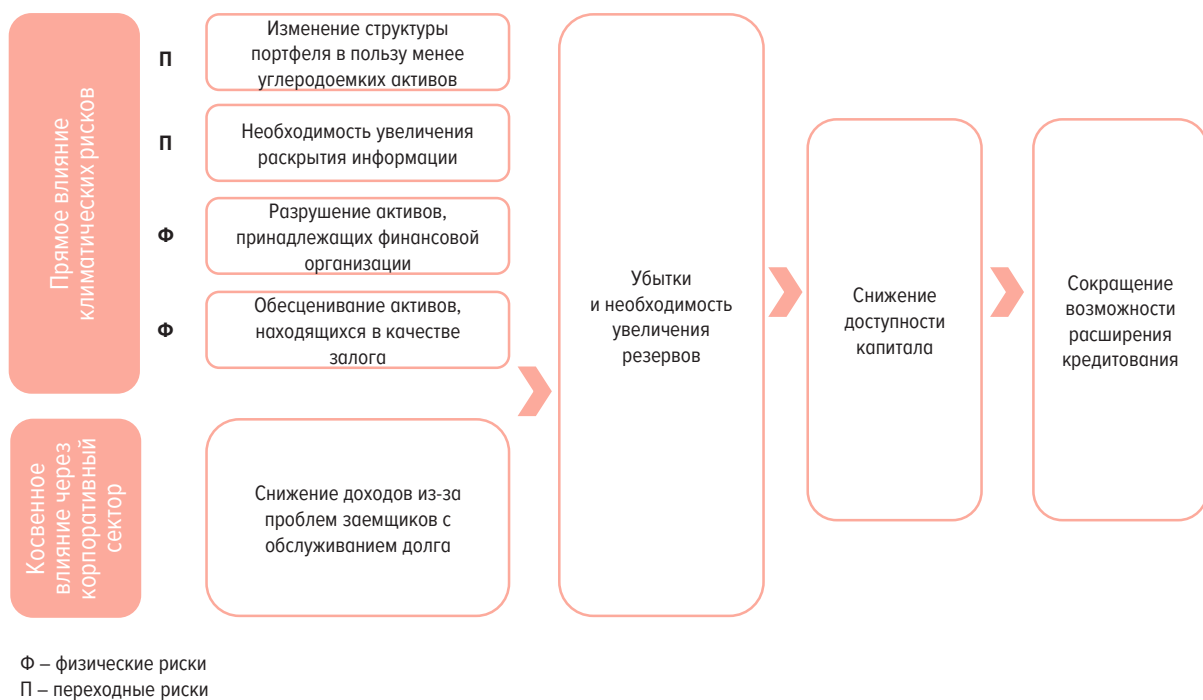 Прямое влияние
климатических рисков
П
Изменение структуры
портфеля в пользу менее
углеродоемких активов
П
Необходимость увеличения
раскрытия информации
Ф
Разрушение активов,
принадлежащих финансовой
организации
Ф
Обесценивание активов,
находящихся в качестве
залога
Косвенное
влияние через
корпоративный
сектор
Снижение доходов из-за
проблем заемщиков с
обслуживанием долга
Убытки
и необходимость
увеличения
резервов
Снижение
доступности
капитала
Сокращение
возможности
расширения
кредитования
Ф – физические риски
П – переходные риски